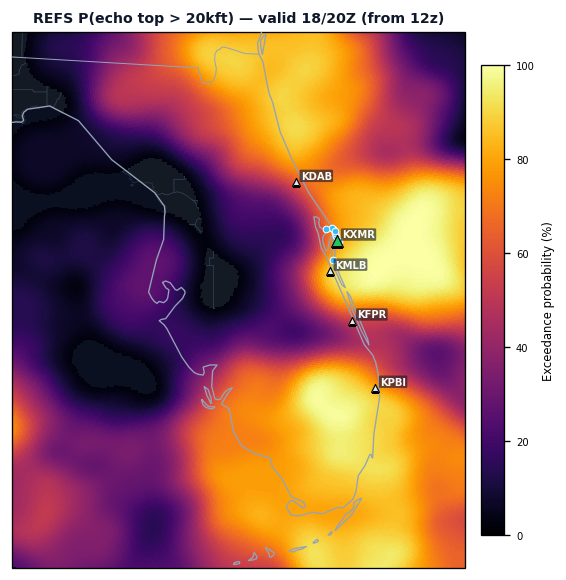 REFS P(echo top > 20kft) — valid 18/20Z (from 12z)
KDAB
KXMR
KMLB
KFPR
KPBI
100
80
60
40
20
0
Exceedance probability (%)